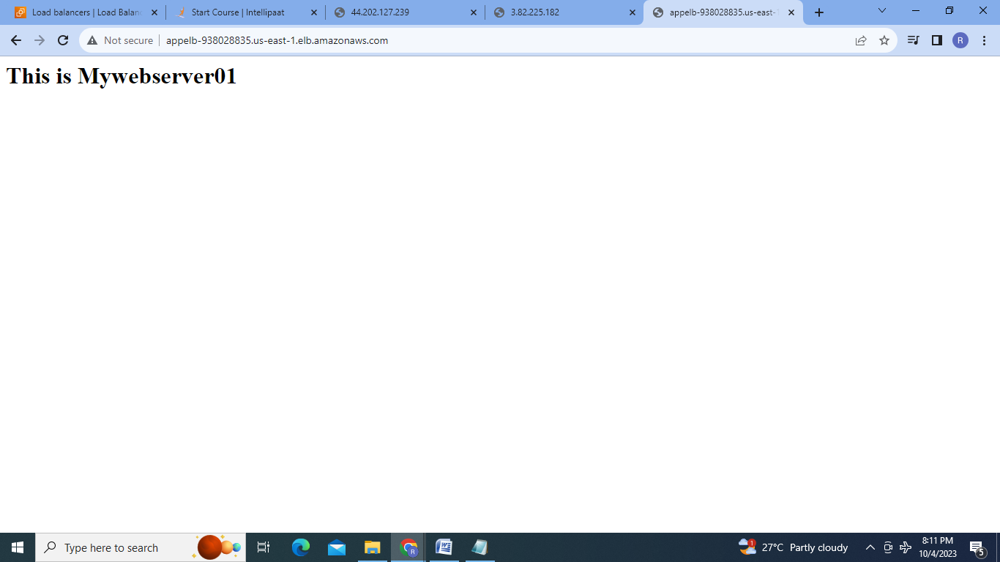 Load balancers | Load Balanc
Start Course | Intellipaat
44.202.127.239
3.82.225.182
appelb-938028835.us-east-1
Not secure
appelb-938028835.us-east-1.elb.amazonaws.com
R
This is Mywebserver01
Type here to search
R
W
1
27°C Partly cloudy
8:11 PM
10/4/2023
5